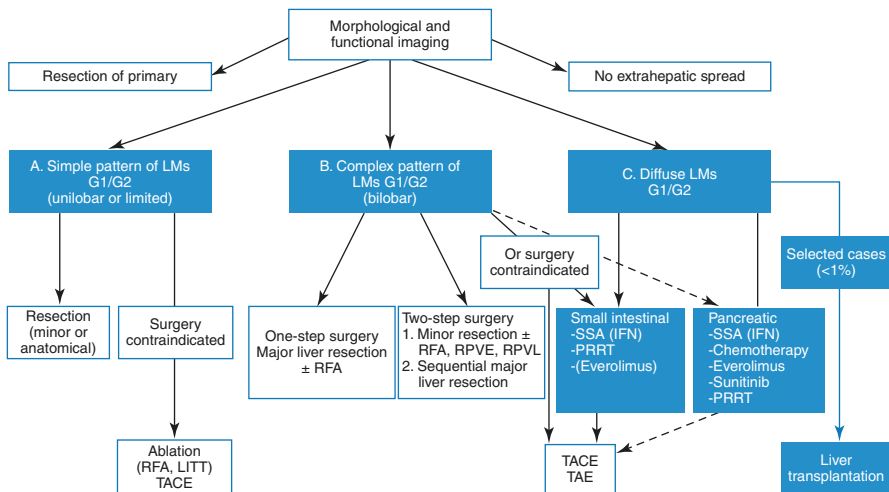 Morphological and
functional imaging
Resection of primary
No extrahepatic spread
A. Simple pattern of LMs
G1/G2
(unilobar or limited)
B. Complex pattern of
LMs G1/G2
(bilobar)
C. Diffuse LMs
G1/G2
Or surgery
contraindicated
Selected cases
(<1%)
Resection
(minor or
anatomical)
Surgery
contraindicated
One-step surgery
Major liver resection
± RFA
Two-step surgery
1. Minor resection ±
RFA, RPVE, RPVL
2. Sequential major
liver resection
Small intestinal
-SSA (IFN)
-PRRT
-(Everolimus)
Pancreatic
-SSA (IFN)
-Chemotherapy
-Everolimus
-Sunitinib
-PRRT
Ablation
(RFA, LITT)
TACE
TACE
TAE
Liver
transplantation